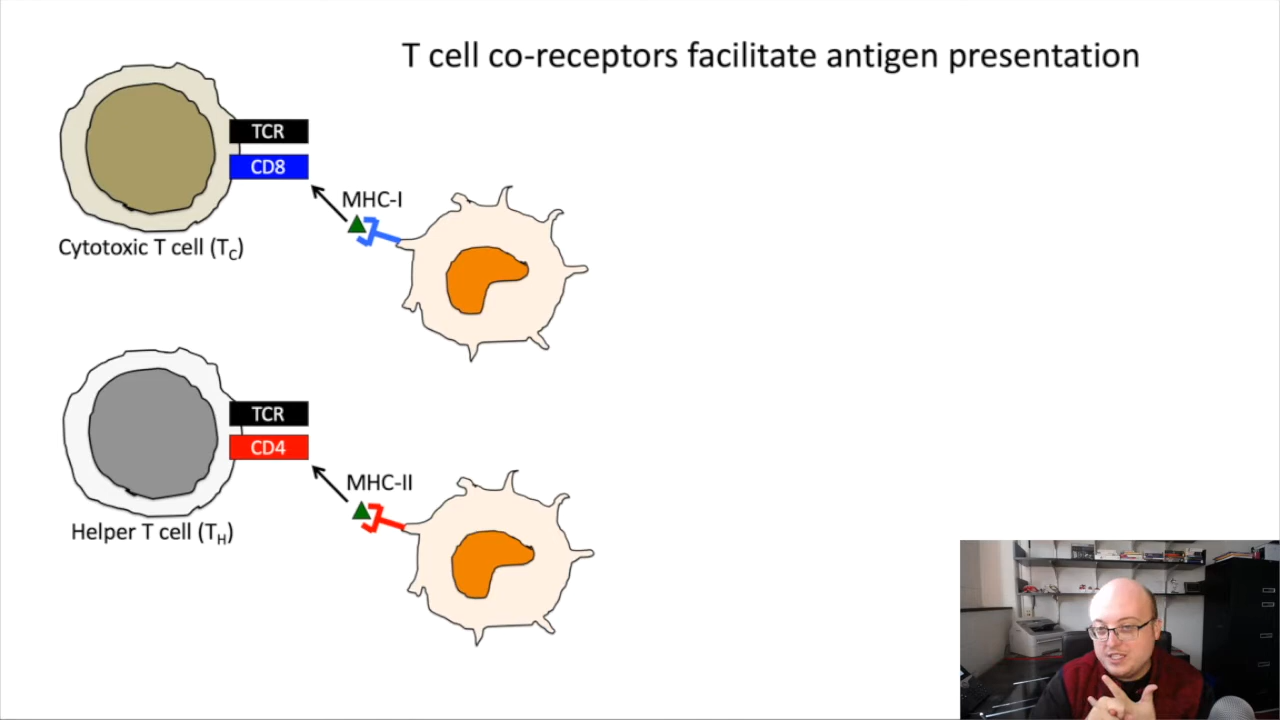 T cell co-receptors facilitate antigen presentation
TCR
CD8
MHC-I
Cytotoxic T cell (T_C)
TCR
CD4
MHC-II
Helper T cell (T_H)